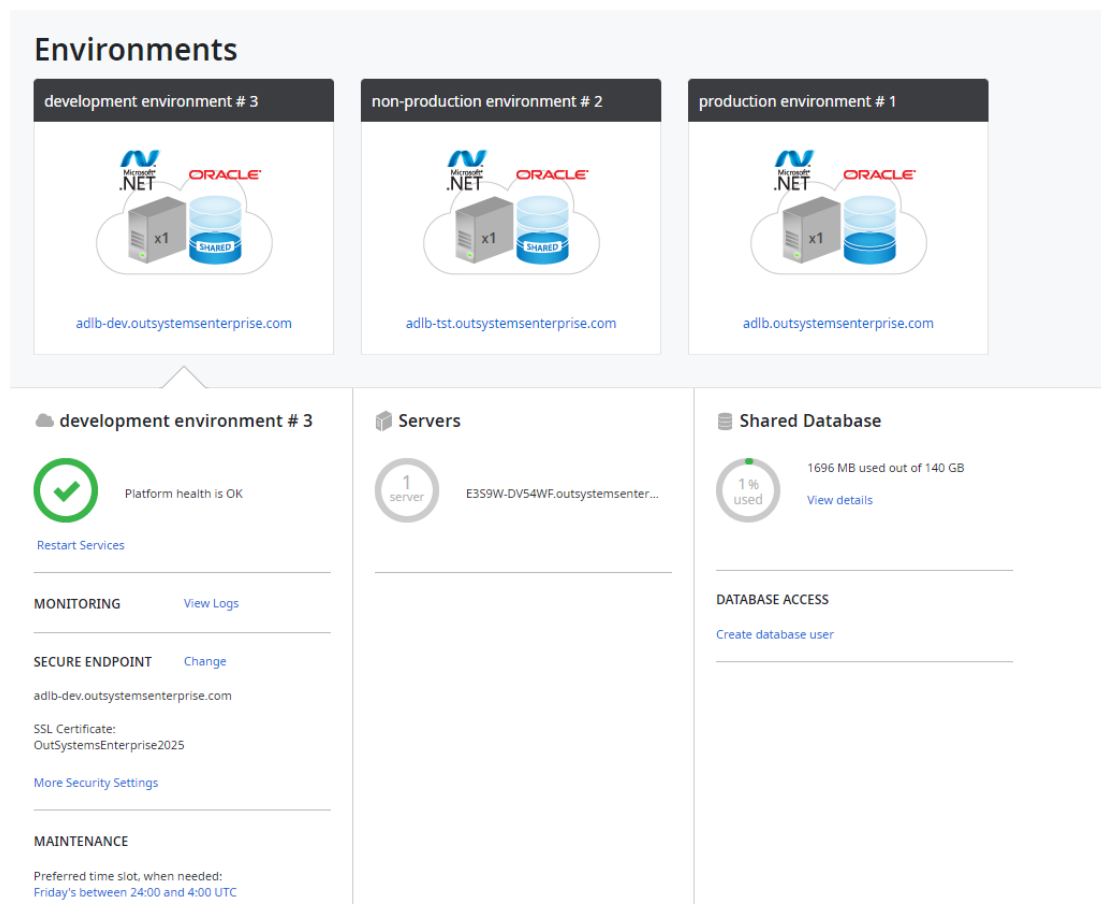 Environments
development environment # 3
Microsoft
.NET
ORACLE
x1
SHARED
adlb-dev.outsystemsenterprise.com
non-production environment # 2
Microsoft
.NET
ORACLE
x1
SHARED
adlb-tst.outsystemsenterprise.com
production environment # 1
Microsoft
.NET
ORACLE
x1
adlb.outsystemsenterprise.com
development environment # 3
Platform health is OK
Restart Services
MONITORING View Logs
SECURE ENDPOINT Change
adlb-dev.outsystemsenterprise.com
SSL Certificate:
OutSystemsEnterprise2025
More Security Settings
MAINTENANCE
Preferred time slot, when needed:
Friday's between 24:00 and 4:00 UTC
Servers
1
server
E3S9W-DV54WF.outsystemsenter...
Shared Database
1%
used
1696 MB used out of 140 GB
View details
DATABASE ACCESS
Create database user